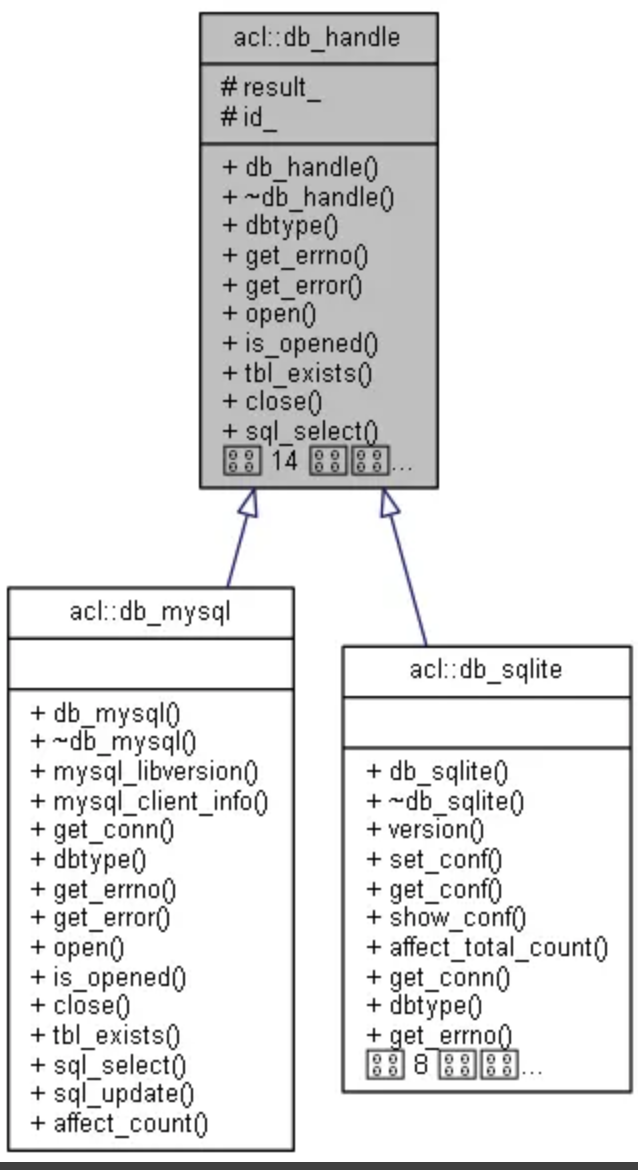 acl::db_handle
# result_
# id_
+ db_handle()
+ ~db_handle()
+ dbtype()
+ get_errno()
+ get_error()
+ open()
+ is_opened()
+ tbl_exists()
+ close()
+ sql_select()
14 ...
acl::db_mysql
+ db_mysql()
+ ~db_mysql()
+ mysql_libversion()
+ mysql_client_info()
+ get_conn()
+ dbtype()
+ get_errno()
+ get_error()
+ open()
+ is_opened()
+ close()
+ tbl_exists()
+ sql_select()
+ sql_update()
+ affect_count()
acl::db_sqlite
+ db_sqlite()
+ ~db_sqlite()
+ version()
+ set_conf()
+ get_conf()
+ show_conf()
+ affect_total_count()
+ get_conn()
+ dbtype()
+ get_errno()
8 ...